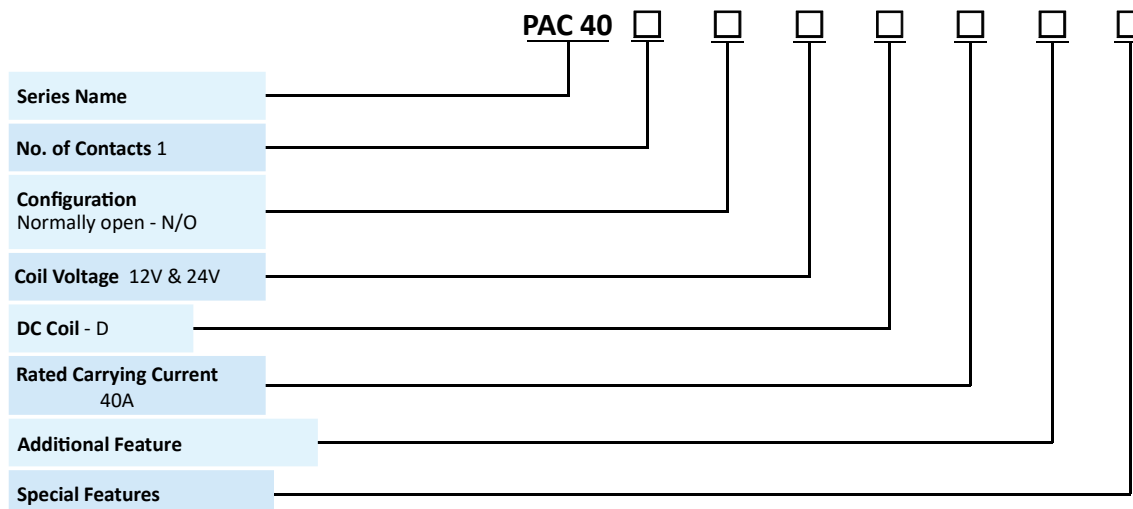 PAC 40 □ □ □ □ □ □ □
Series Name
No. of Contacts 1
Configuration
Normally open - N/O
Coil Voltage 12V & 24V
DC Coil - D
Rated Carrying Current
40A
Additional Feature
Special Features